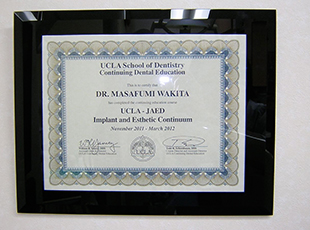 UCLA School of Dentistry
Continuing Dental Education
This is to certify that
DR. MASAFUMI WAKITA
has completed the continuing education course
UCLA - JAED
Implant and Esthetic Continuum
November 2011 - March 2012
UCLA